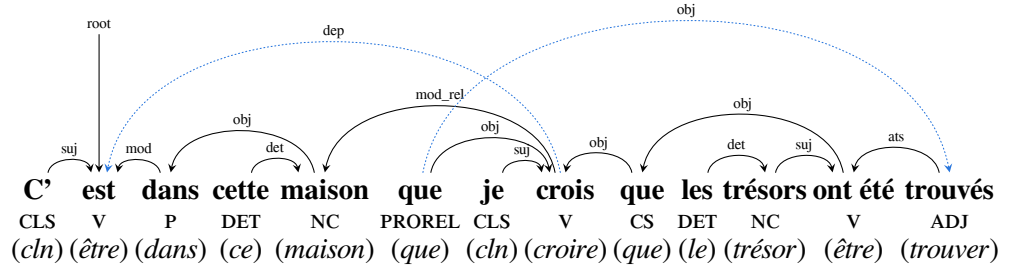 root
dep
obj
mod_rel
obj
obj
suj
mod
det
obj
suj
obj
det
suj
ats
C’ est dans cette maison que je crois que les trésors ont été trouvés
CLS V P DET NC PROREL CLS V CS DET NC V ADJ
(cln) (être) (dans) (ce) (maison) (que) (cln) (croire) (que) (le) (trésor) (être) (trouver)